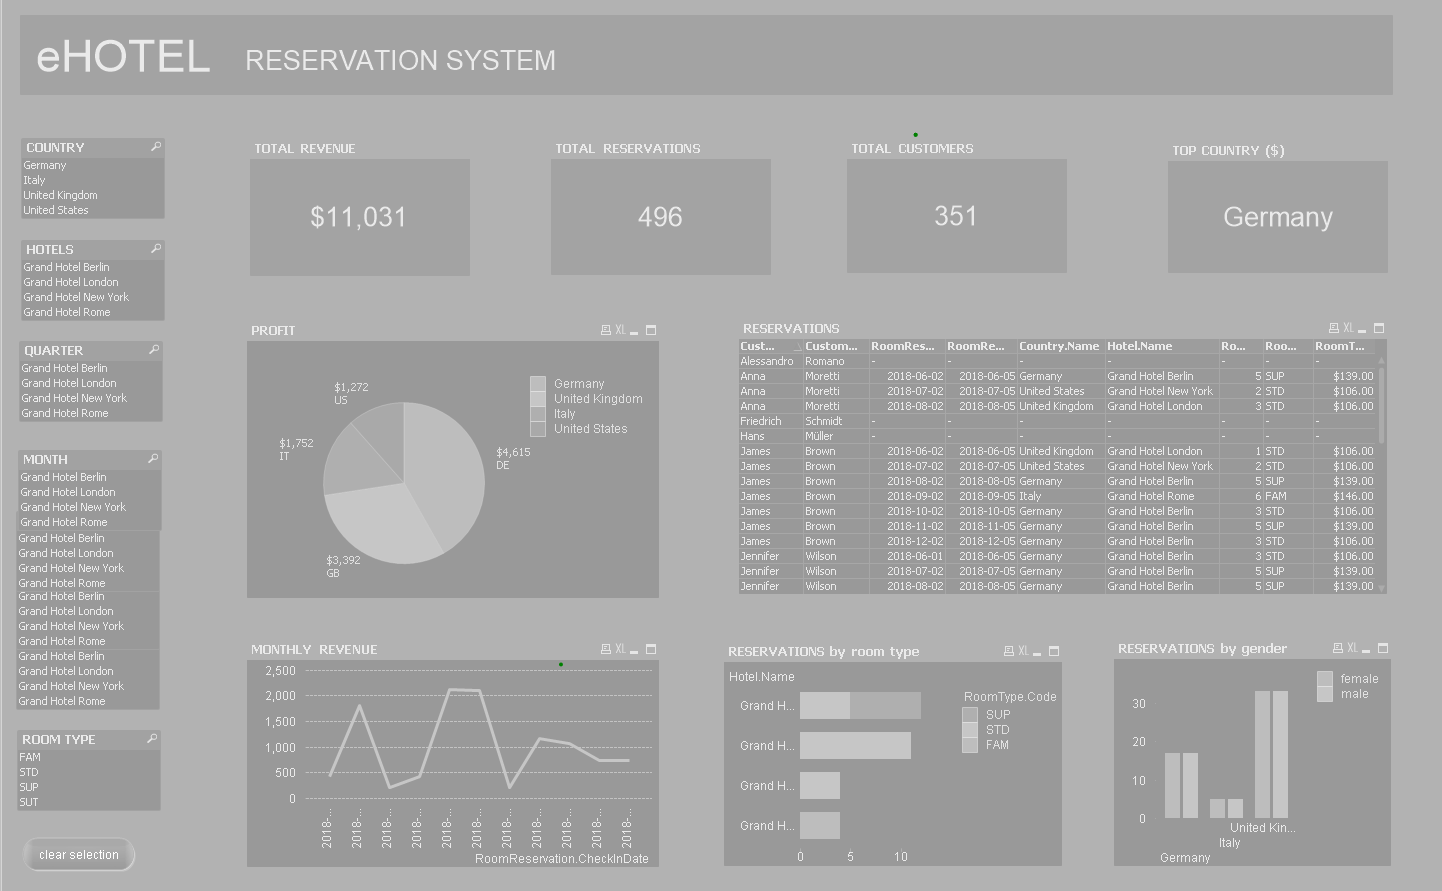 eHOTEL RESERVATION SYSTEM
COUNTRY
Germany
Italy
United Kingdom
United States
HOTELS
Grand Hotel Berlin
Grand Hotel London
Grand Hotel New York
Grand Hotel Rome
QUARTER
Grand Hotel Berlin
Grand Hotel London
Grand Hotel New York
Grand Hotel Rome
MONTH
Grand Hotel Berlin
Grand Hotel London
Grand Hotel New York
Grand Hotel Rome
Grand Hotel Berlin
Grand Hotel London
Grand Hotel New York
Grand Hotel Rome
Grand Hotel Berlin
Grand Hotel London
Grand Hotel New York
Grand Hotel Rome
Grand Hotel Berlin
Grand Hotel London
Grand Hotel New York
Grand Hotel Rome
ROOM TYPE
FAM
STD
SUP
SUT
clear selection
TOTAL REVENUE
$11,031
TOTAL RESERVATIONS
496
TOTAL CUSTOMERS
351
TOP COUNTRY ($)
Germany
PROFIT XL
$1,272
US
$1,752
IT
$3,392
GB
$4,615
DE
Germany
United Kingdom
Italy
United States
RESERVATIONS XL
Cust... Custom... RoomRes... RoomRe... Country.Name Hotel.Name Ro... Roo... RoomT...
Alessandro Romano - - - - - - -
Anna Moretti 2018-06-02 2018-06-05 Germany Grand Hotel Berlin 5 SUP $139.00
Anna Moretti 2018-07-02 2018-07-05 United States Grand Hotel New York 2 STD $106.00
Anna Moretti 2018-08-02 2018-08-05 United Kingdom Grand Hotel London 3 STD $106.00
Friedrich Schmidt - - - - - - -
Hans Müller - - - - - - -
James Brown 2018-06-02 2018-06-05 United Kingdom Grand Hotel London 1 STD $106.00
James Brown 2018-07-02 2018-07-05 United States Grand Hotel New York 2 STD $106.00
James Brown 2018-08-02 2018-08-05 Germany Grand Hotel Berlin 5 SUP $139.00
James Brown 2018-09-02 2018-09-05 Italy Grand Hotel Rome 6 FAM $146.00
James Brown 2018-10-02 2018-10-05 Germany Grand Hotel Berlin 3 STD $106.00
James Brown 2018-11-02 2018-11-05 Germany Grand Hotel Berlin 5 SUP $139.00
James Brown 2018-12-02 2018-12-05 Germany Grand Hotel Berlin 3 STD $106.00
Jennifer Wilson 2018-06-01 2018-06-05 Germany Grand Hotel Berlin 3 STD $106.00
Jennifer Wilson 2018-07-02 2018-07-05 Germany Grand Hotel Berlin 5 SUP $139.00
Jennifer Wilson 2018-08-02 2018-08-05 Germany Grand Hotel Berlin 5 SUP $139.00
MONTHLY REVENUE XL
2,500
2,000
1,500
1,000
500
0
2018-... 2018-... 2018-... 2018-... 2018-... 2018-... 2018-... 2018-... 2018-... 2018-... 2018-...
RoomReservation.CheckInDate
RESERVATIONS by room type XL
Hotel.Name
Grand H...
Grand H...
Grand H...
Grand H...
0 5 10
RoomType.Code
SUP
STD
FAM
RESERVATIONS by gender XL
female
male
30
20
10
0
United Kin...
Italy
Germany